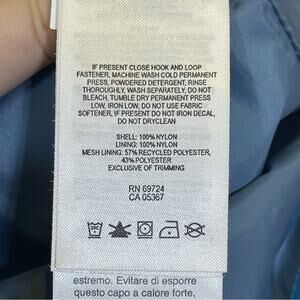 IF PRESENT CLOSE HOOK AND LOOP
FASTENER, MACHINE WASH COLD PERMANENT
PRESS, POWDERED DETERGENT, RINSE
THOROUGHLY, WASH SEPARATELY, DO NOT
BLEACH, TUMBLE DRY PERMANENT PRESS
LOW, IRON LOW, DO NOT USE FABRIC
SOFTENER, IF PRESENT DO NOT IRON DECAL,
DO NOT DRYCLEAN
SHELL: 100% NYLON
LINING: 100% NYLON
MESH LINING: 57% RECYCLED POLYESTER,
43% POLYESTER
EXCLUSIVE OF TRIMMING
RN 69724
CA 05367
estremo. Evitare di esporre
questo capo a calore forte,